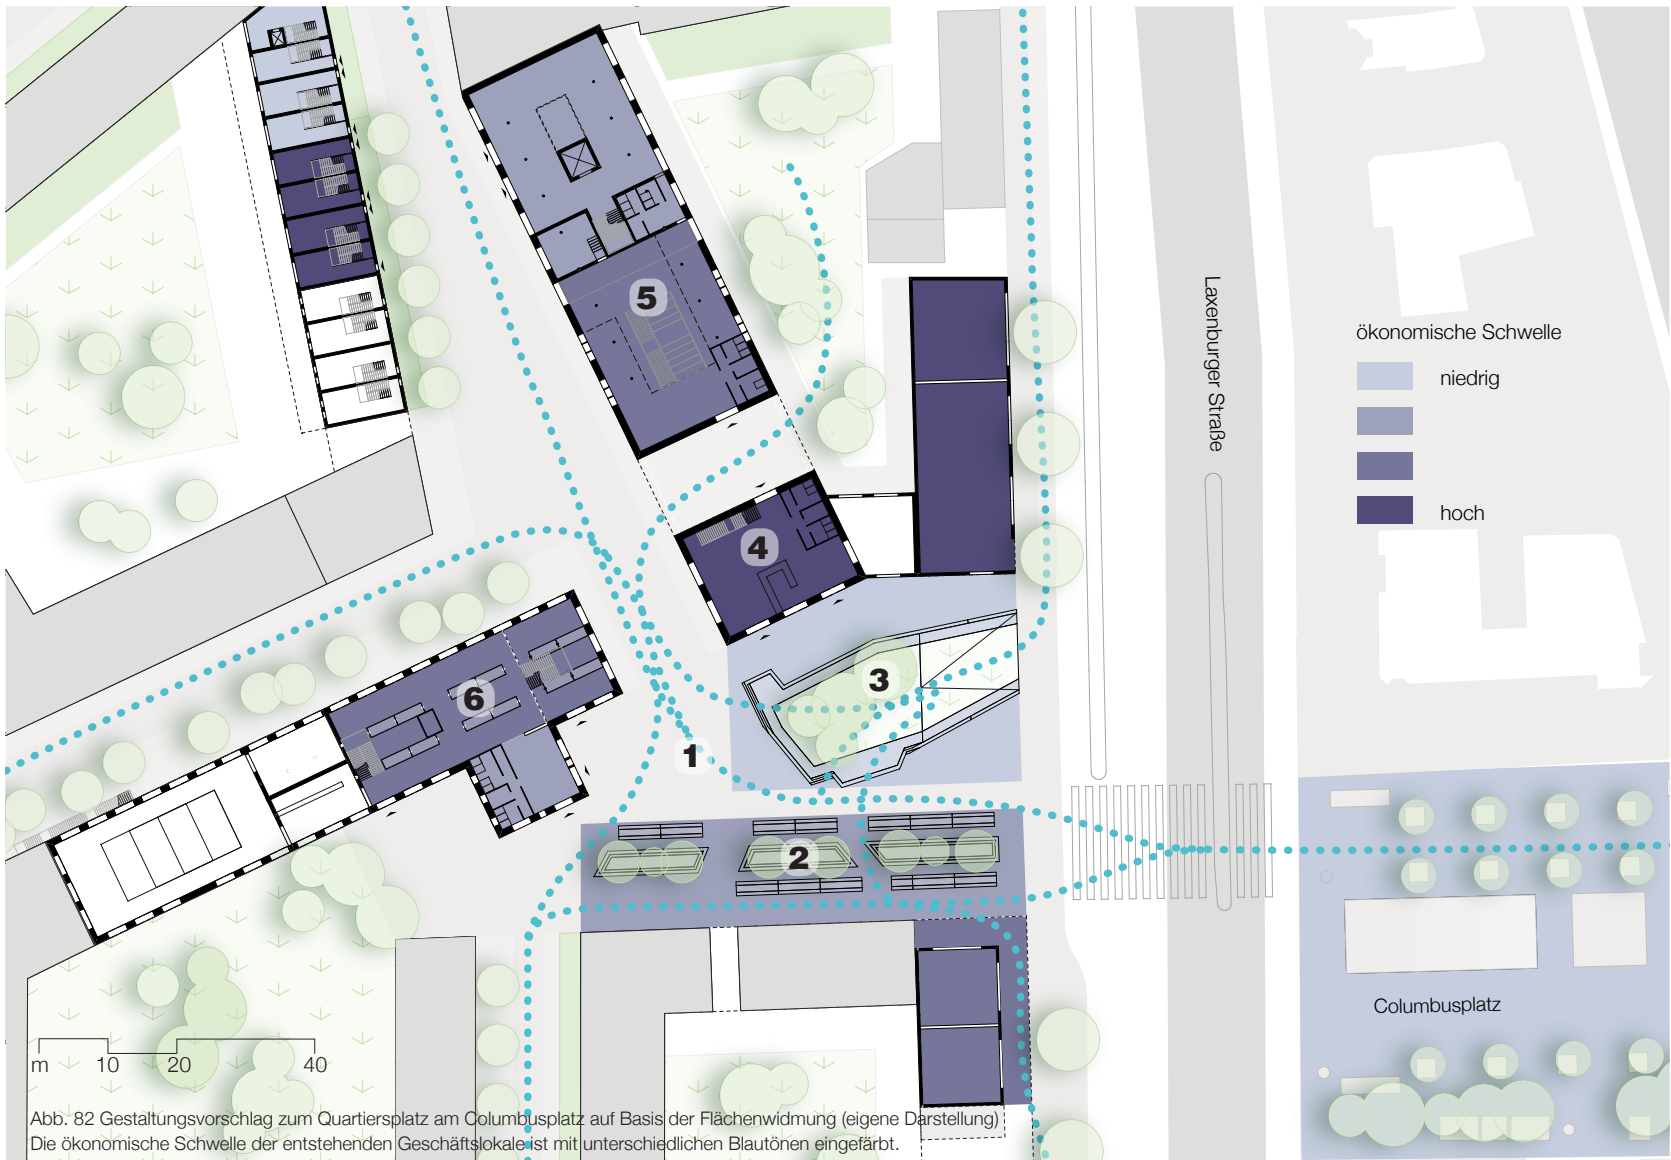 5
Laxenburger Straße
ökonomische Schwelle
niedrig
hoch
4
3
6
1
2
Columbusplatz
m 10 20 40
Abb. 82 Gestaltungsvorschlag zum Quartiersplatz am Columbusplatz auf Basis der Flächenwidmung (eigene Darstellung)
Die ökonomische Schwelle der entstehenden Geschäftslokale ist mit unterschiedlichen Blautönen eingefärbt.